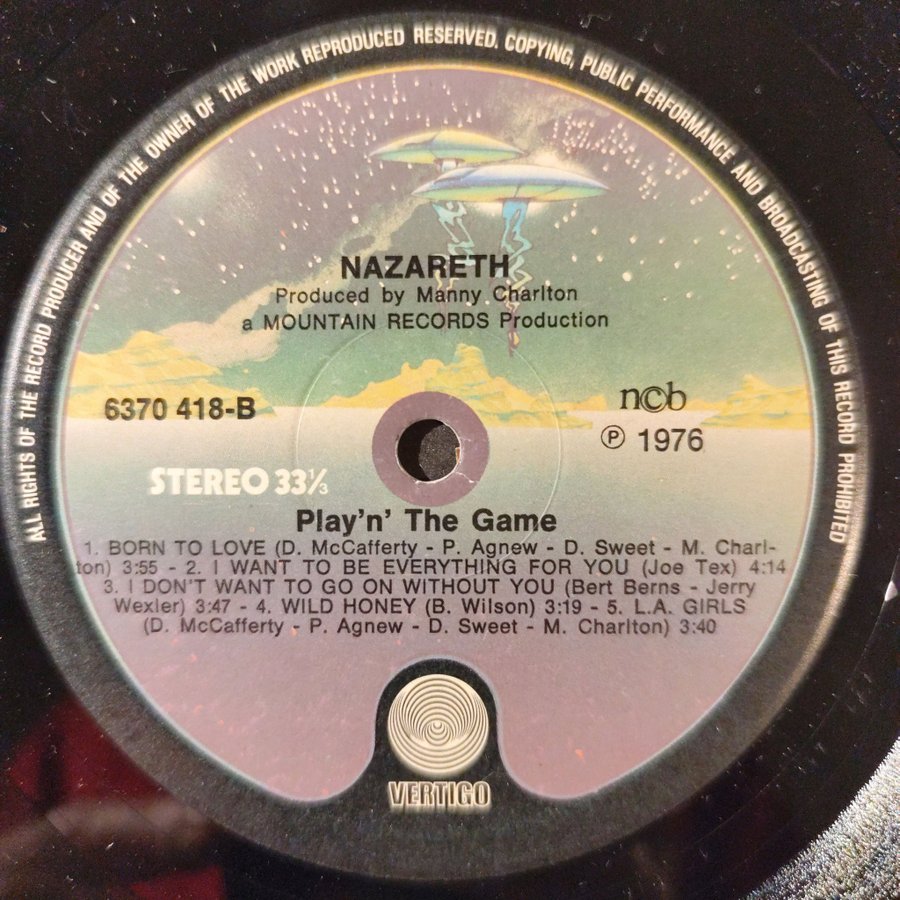 ALL RIGHTS OF THE RECORD PRODUCER AND OF THE OWNER OF THE WORK REPRODUCED RESERVED. COPYING, PUBLIC PERFORMANCE AND BROADCASTING OF THIS RECORD PROHIBITED
NAZARETH
Produced by Manny Charlton
a MOUNTAIN RECORDS Production
6370 418-B
ncb
℗ 1976
STEREO 33⅓
Play'n' The Game
1. BORN TO LOVE (D. McCafferty - P. Agnew - D. Sweet - M. Charl-
ton) 3:55 - 2. I WANT TO BE EVERYTHING FOR YOU (Joe Tex) 4:14
3. I DON'T WANT TO GO ON WITHOUT YOU (Bert Berns - Jerry
Wexler) 3:47 - 4. WILD HONEY (B. Wilson) 3:19 - 5. L.A. GIRLS
(D. McCafferty - P. Agnew - D. Sweet - M. Charlton) 3:40
VERTIGO